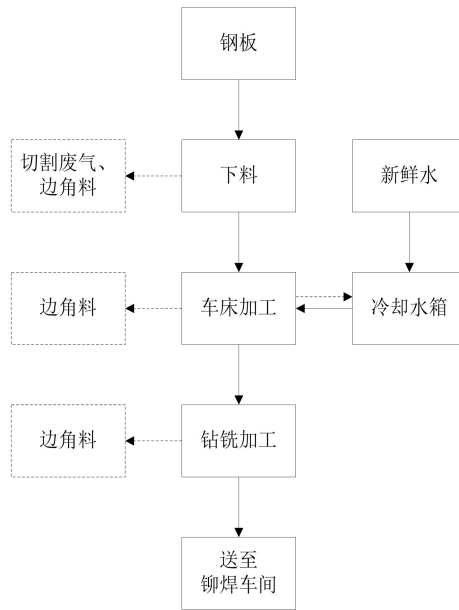 钢板
切割废气、
边角料
下料
新鲜水
边角料
车床加工
冷却水箱
边角料
钻铣加工
送至
铆焊车间